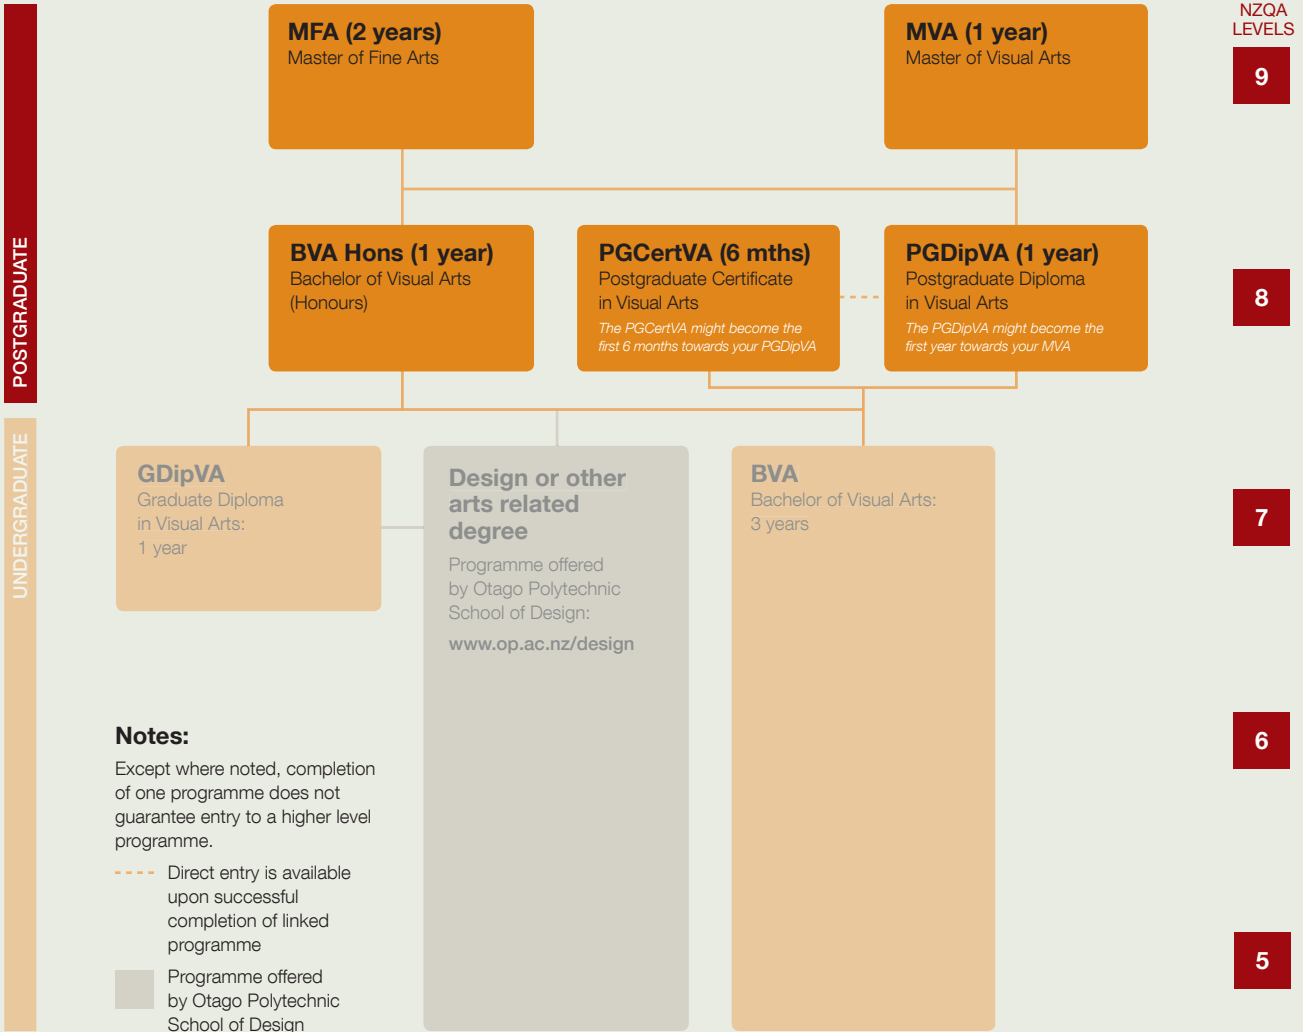 NZQA
LEVELS
MFA (2 years)
Master of Fine Arts
MVA (1 year)
Master of Visual Arts
9
POSTGRADUATE
BVA Hons (1 year)
Bachelor of Visual Arts
(Honours)
PGCertVA (6 mths)
Postgraduate Certificate
in Visual Arts
The PGCertVA might become the
first 6 months towards your PGDipVA
PGDipVA (1 year)
Postgraduate Diploma
in Visual Arts
The PGDipVA might become the
first year towards your MVA
8
UNDERGRADUATE
GDipVA
Graduate Diploma
in Visual Arts:
1 year
Design or other
arts related
degree
Programme offered
by Otago Polytechnic
School of Design:
www.op.ac.nz/design
BVA
Bachelor of Visual Arts:
3 years
7
6
5
Notes:
Except where noted, completion
of one programme does not
guarantee entry to a higher level
programme.
Direct entry is available
upon successful
completion of linked
programme
Programme offered
by Otago Polytechnic
School of Design